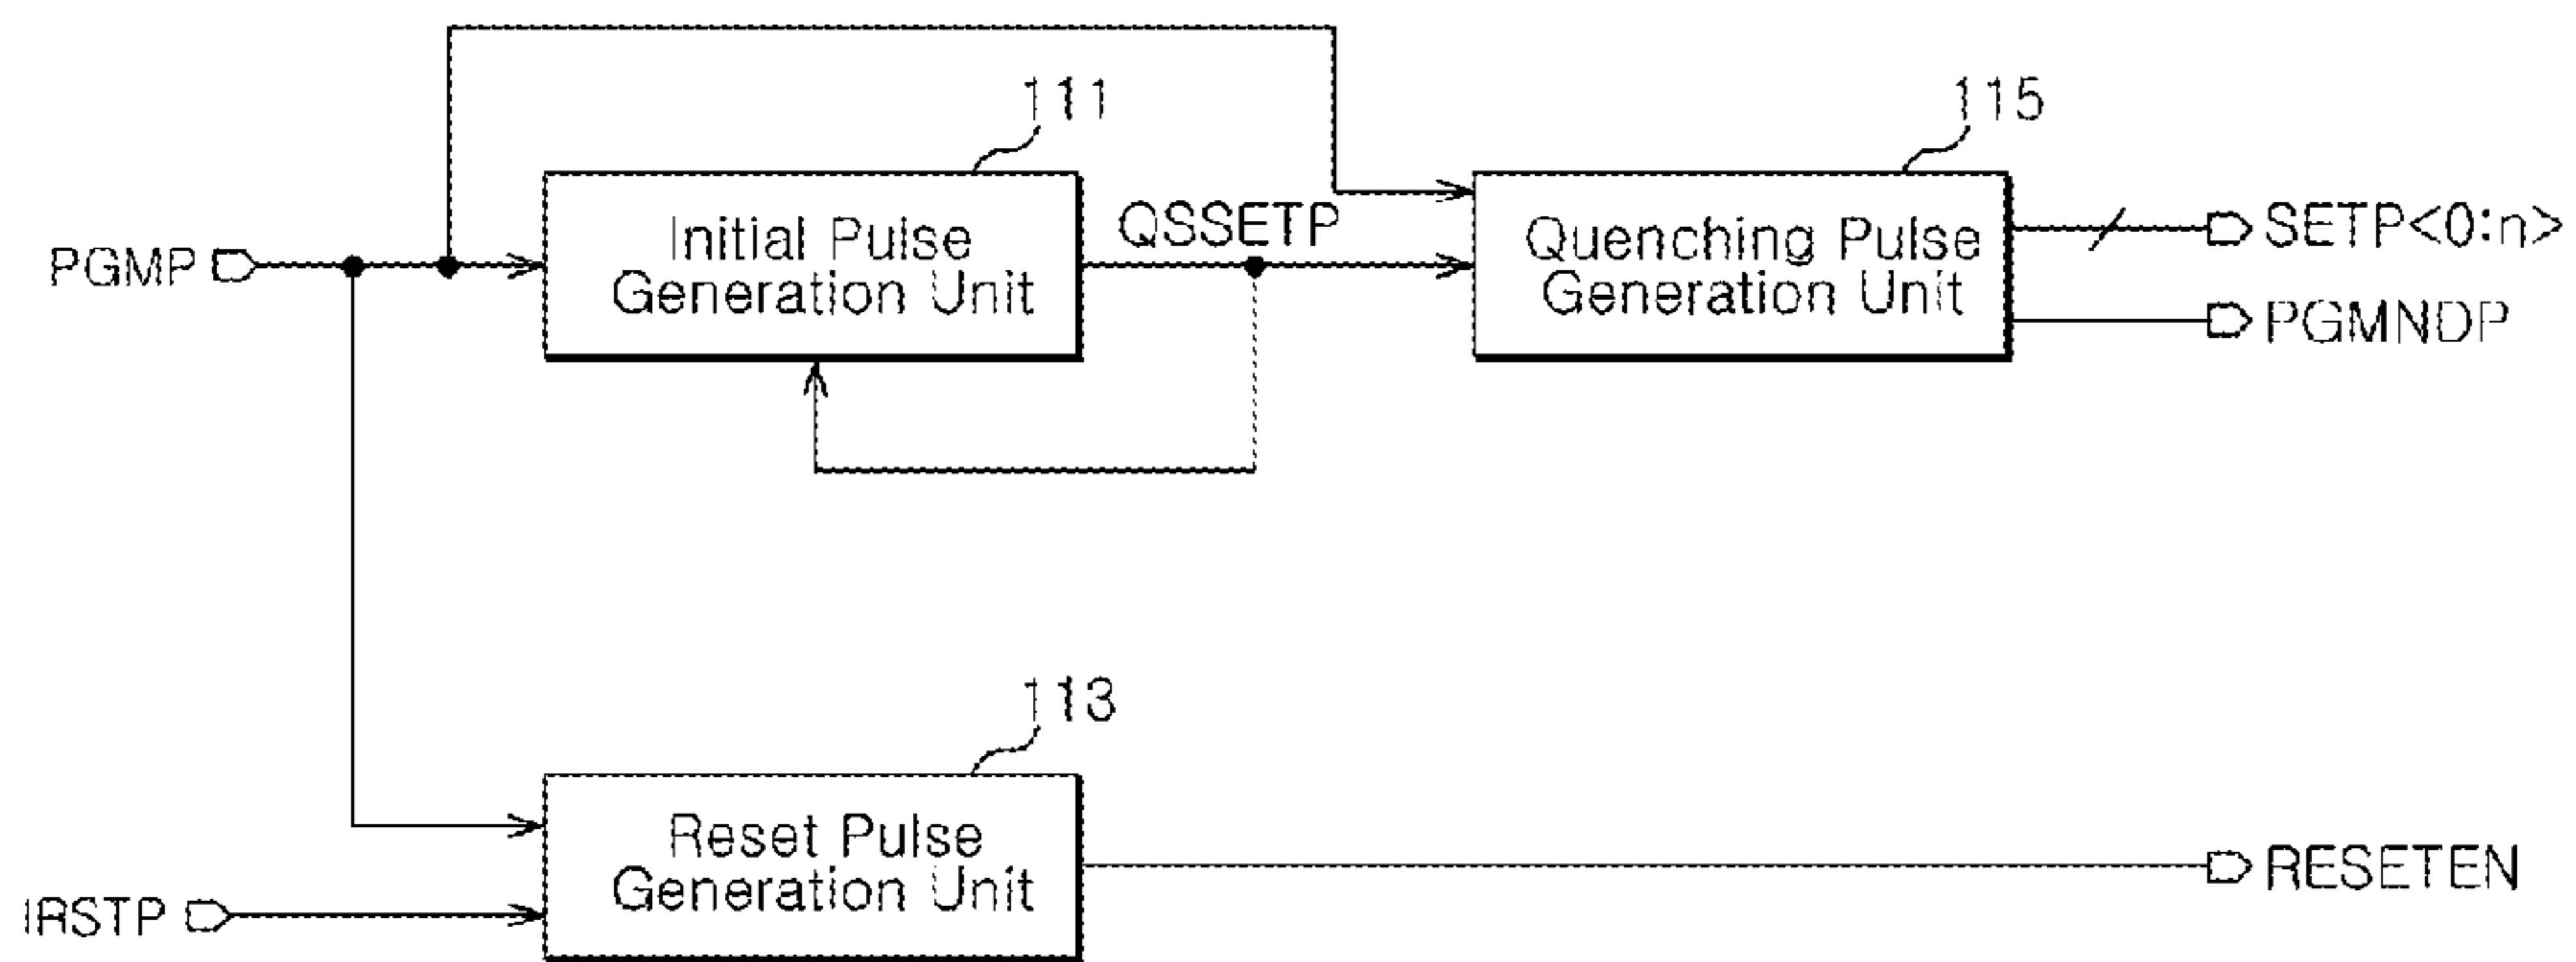 111
115
PGMP
Initial Pulse
Generation Unit
QSSETP
Quenching Pulse
Generation Unit
SETP<0:n>
PGMNDP
113
Reset Pulse
Generation Unit
IRSTP
RESETEN